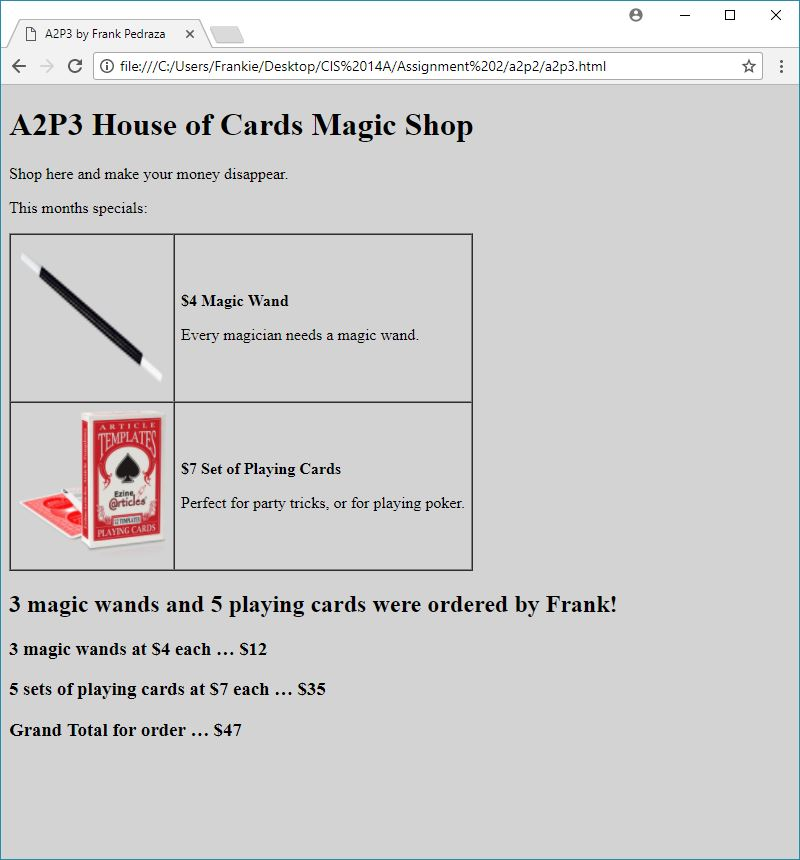 A2P3 by Frank Pedraza
file:///C:/Users/Frankie/Desktop/CIS%2014A/Assignment%202/a2p2/a2p3.html
A2P3 House of Cards Magic Shop
Shop here and make your money disappear.
This months specials:
$4 Magic Wand
Every magician needs a magic wand.
ARTICLE
TEMPLATES
Ezine
@rticles
12 TEMPLATES
PLAYING CARDS
$7 Set of Playing Cards
Perfect for party tricks, or for playing poker.
3 magic wands and 5 playing cards were ordered by Frank!
3 magic wands at $4 each … $12
5 sets of playing cards at $7 each … $35
Grand Total for order … $47